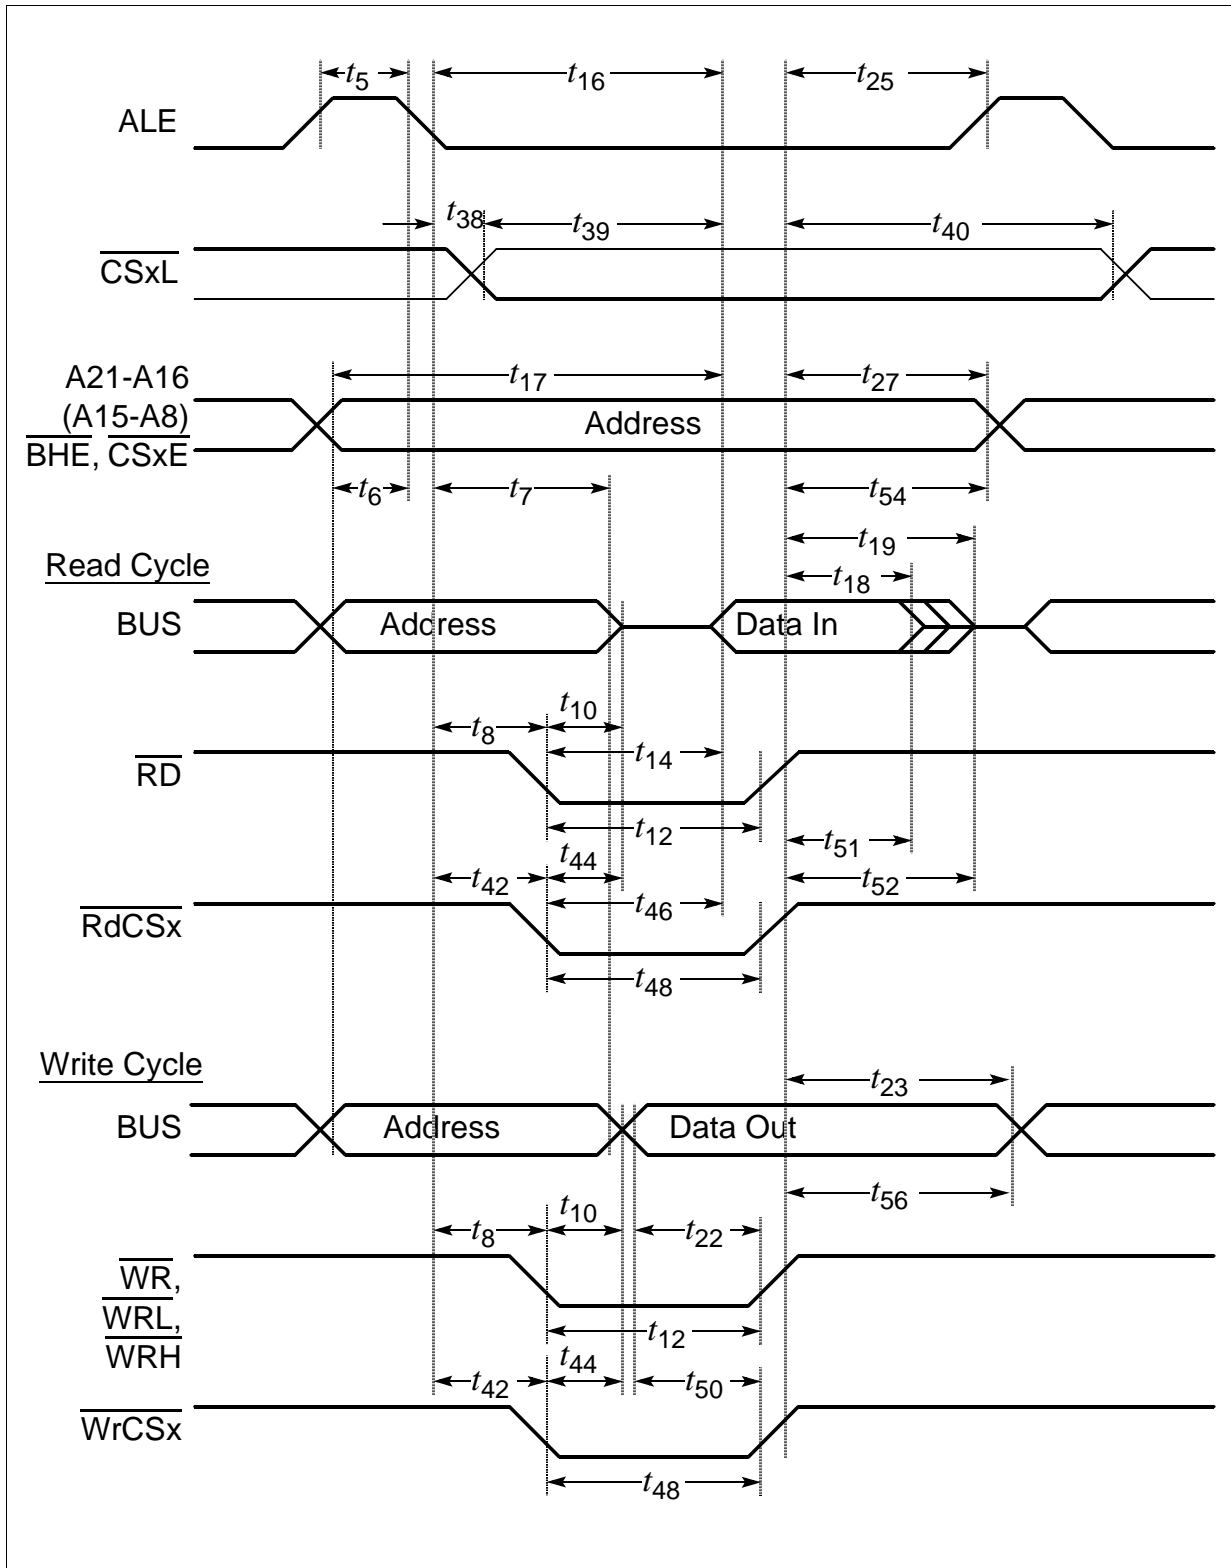 t5 t16 t25
ALE
t38 t39 t40
CSxL
A21-A16
(A15-A8)
BHE, CSxE
t17 t27
Address
t6 t7 t54
t19
Read Cycle
t18
BUS Address Data In
t10
t8
t14
RD
t12
t51
t44
t42
t52
t46
RdCSx
t48
Write Cycle
t23
BUS Address Data Out
t56
t10
t8 t22
WR,
WRL,
WRH
t12
t44
t42 t50
WrCSx
t48